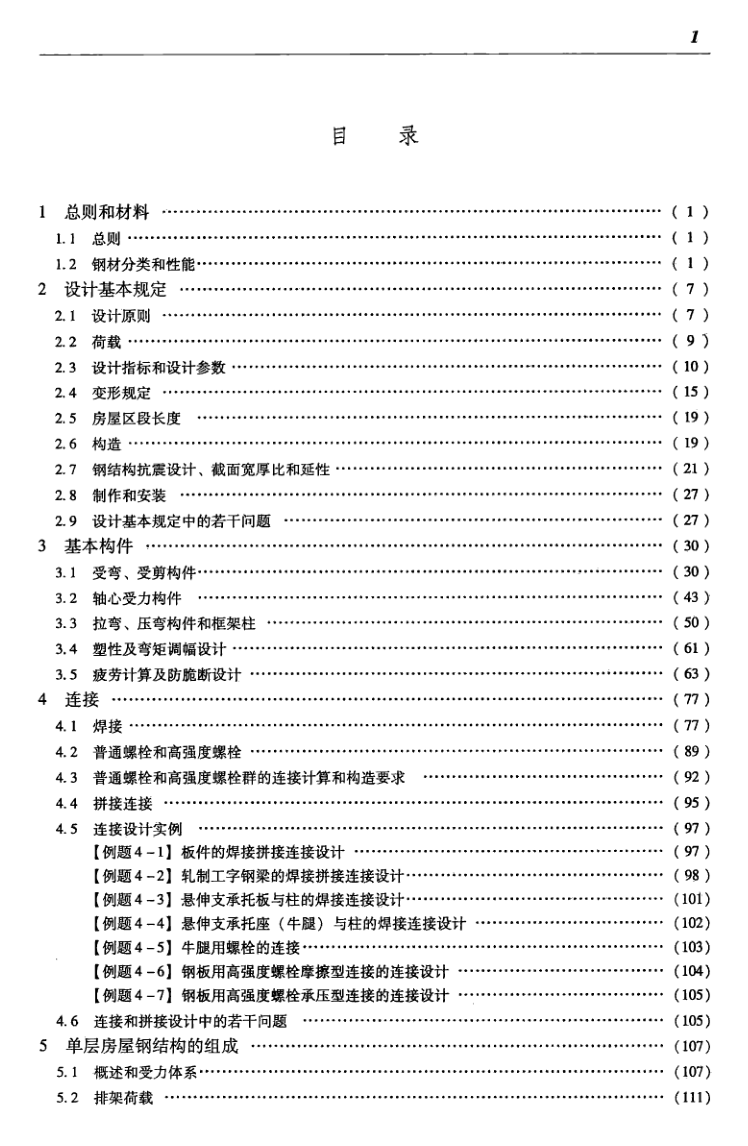 1
目 录
1 总则和材料 ………………………………………… ( 1 )
1.1 总则 ………………………………………… ( 1 )
1.2 钢材分类和性能 ………………………………………… ( 1 )
2 设计基本规定 ………………………………………… ( 7 )
2.1 设计原则 ………………………………………… ( 7 )
2.2 荷载 ………………………………………… ( 9 )
2.3 设计指标和设计参数 ………………………………………… ( 10 )
2.4 变形规定 ………………………………………… ( 15 )
2.5 房屋区段长度 ………………………………………… ( 19 )
2.6 构造 ………………………………………… ( 19 )
2.7 钢结构抗震设计、截面宽厚比和延性 ………………………………………… ( 21 )
2.8 制作和安装 ………………………………………… ( 27 )
2.9 设计基本规定中的若干问题 ………………………………………… ( 27 )
3 基本构件 ………………………………………… ( 30 )
3.1 受弯、受剪构件 ………………………………………… ( 30 )
3.2 轴心受力构件 ………………………………………… ( 43 )
3.3 拉弯、压弯构件和框架柱 ………………………………………… ( 50 )
3.4 塑性及弯矩调幅设计 ………………………………………… ( 61 )
3.5 疲劳计算及防脆断设计 ………………………………………… ( 63 )
4 连接 ………………………………………… ( 77 )
4.1 焊接 ………………………………………… ( 77 )
4.2 普通螺栓和高强度螺栓 ………………………………………… ( 89 )
4.3 普通螺栓和高强度螺栓群的连接计算和构造要求 ………………………………………… ( 92 )
4.4 拼接连接 ………………………………………… ( 95 )
4.5 连接设计实例 ………………………………………… ( 97 )
【例题4-1】板件的焊接拼接连接设计 ………………………………………… ( 97 )
【例题4-2】轧制工字钢梁的焊接拼接连接设计 ………………………………………… ( 98 )
【例题4-3】悬伸支承托板与柱的焊接连接设计 ………………………………………… (101)
【例题4-4】悬伸支承托座（牛腿）与柱的焊接连接设计 ………………………………………… (102)
【例题4-5】牛腿用螺栓的连接 ………………………………………… (103)
【例题4-6】钢板用高强度螺栓摩擦型连接的连接设计 ………………………………………… (104)
【例题4-7】钢板用高强度螺栓承压型连接的连接设计 ………………………………………… (105)
4.6 连接和拼接设计中的若干问题 ………………………………………… (105)
5 单层房屋钢结构的组成 ………………………………………… (107)
5.1 概述和受力体系 ………………………………………… (107)
5.2 排架荷载 ………………………………………… (111)